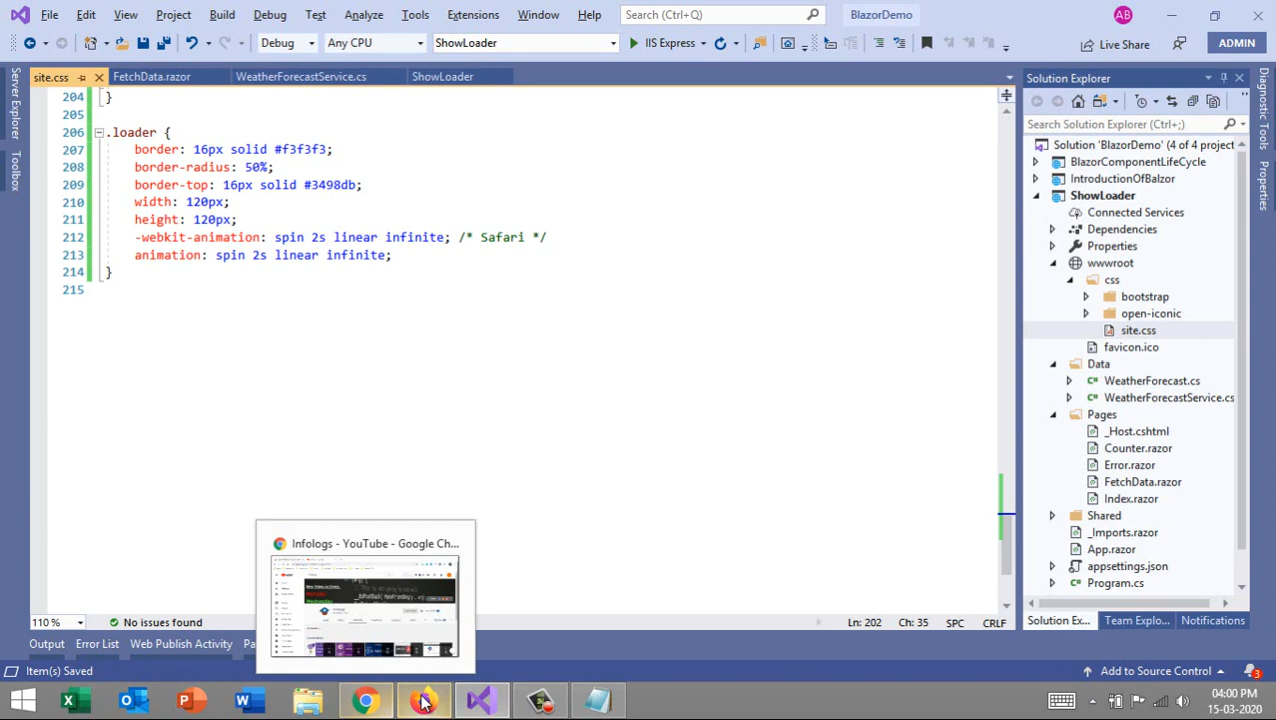 File Edit View Project Build Debug Test Analyze Tools Extensions Window Help Search (Ctrl+Q) BlazorDemo AB
Debug Any CPU ShowLoader IIS Express Live Share ADMIN
site.css FetchData.razor WeatherForecastService.cs ShowLoader
Server Explorer
Toolbox
204 }
205
206 .loader {
207 border: 16px solid #f3f3f3;
208 border-radius: 50%;
209 border-top: 16px solid #3498db;
210 width: 120px;
211 height: 120px;
212 -webkit-animation: spin 2s linear infinite; /* Safari */
213 animation: spin 2s linear infinite;
214 }
215
Solution Explorer
Search Solution Explorer (Ctrl+;)
Solution 'BlazorDemo' (4 of 4 project
BlazorComponentLifeCycle
IntroductionOfBalzor
ShowLoader
Connected Services
Dependencies
Properties
wwwroot
css
bootstrap
open-iconic
site.css
favicon.ico
Data
WeatherForecast.cs
WeatherForecastService.cs
Pages
_Host.cshtml
Counter.razor
Error.razor
FetchData.razor
Index.razor
Shared
_Imports.razor
App.razor
appsettings.json
Program.cs
Diagnostic Tools
Properties
Infologs - YouTube - Google Ch...
110 % No issues found Ln: 202 Ch: 35 SPC CRLF
Solution Ex... Team Explo... Notifications
Output Error List Web Publish Activity Pa
Item(s) Saved Add to Source Control 3
04:00 PM
15-03-2020